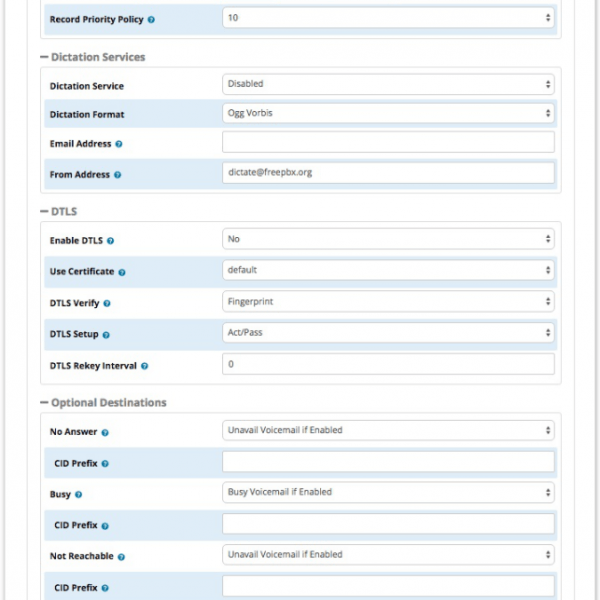 Record Priority Policy 10
Dictation Services
Dictation Service Disabled
Dictation Format Ogg Vorbis
Email Address
From Address dictate@freepbx.org
DTLS
Enable DTLS No
Use Certificate default
DTLS Verify Fingerprint
DTLS Setup Act/Pass
DTLS Rekey Interval 0
Optional Destinations
No Answer Unavail Voicemail if Enabled
CID Prefix
Busy Busy Voicemail if Enabled
CID Prefix
Not Reachable Unavail Voicemail if Enabled
CID Prefix